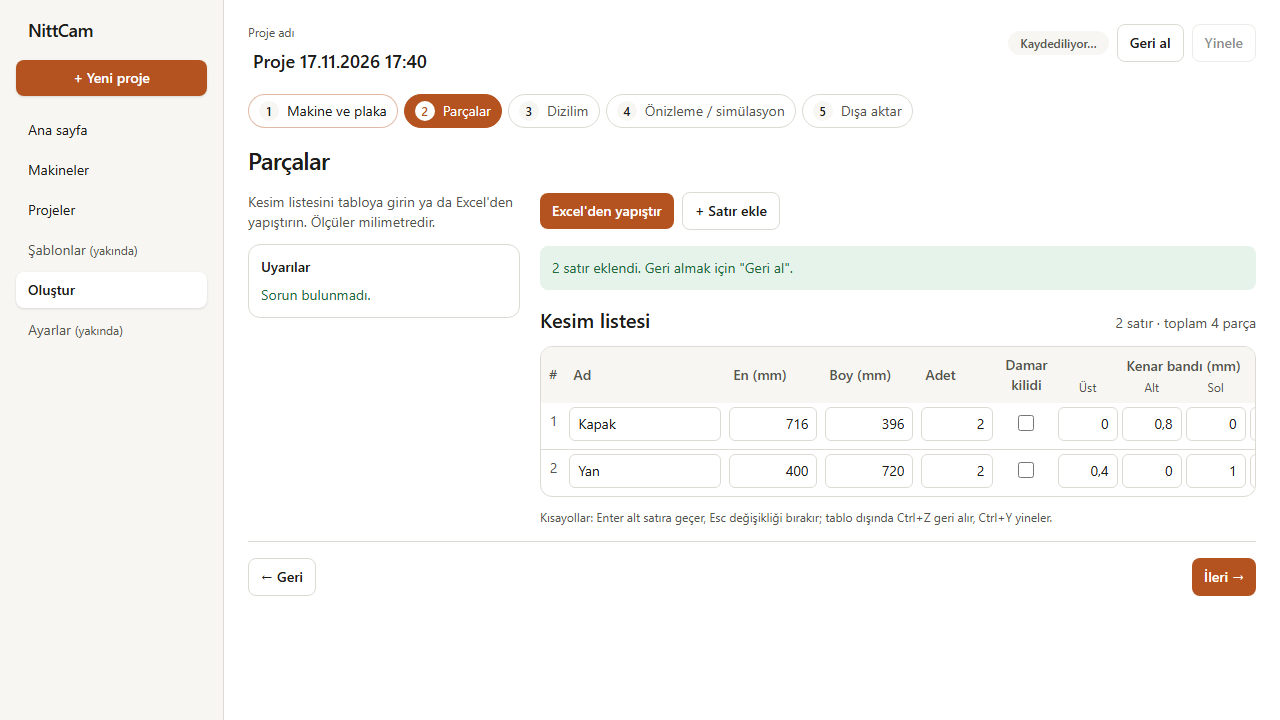 NittCam
+ Yeni proje
Ana sayfa
Makineler
Projeler
Şablonlar (yakında)
Oluştur
Ayarlar (yakında)
Proje adı
Proje 17.11.2026 17:40
Kaydediliyor...
Geri al
Yinele
1 Makine ve plaka
2 Parçalar
3 Dizilim
4 Önizleme / simülasyon
5 Dışa aktar
Parçalar
Kesim listesini tabloya girin ya da Excel'den
yapıştırın. Ölçüler milimetredir.
Uyarılar
Sorun bulunmadı.
Excel'den yapıştır
+ Satır ekle
2 satır eklendi. Geri almak için "Geri al".
Kesim listesi
2 satır · toplam 4 parça
# Ad En (mm) Boy (mm) Adet Damar kilidi Kenar bandı (mm)
Üst Alt Sol
1 Kapak 716 396 2 0 0,8 0
2 Yan 400 720 2 0,4 0 1
Kısayollar: Enter alt satıra geçer, Esc değişikliği bırakır; tablo dışında Ctrl+Z geri alır, Ctrl+Y yineler.
← Geri
İleri →